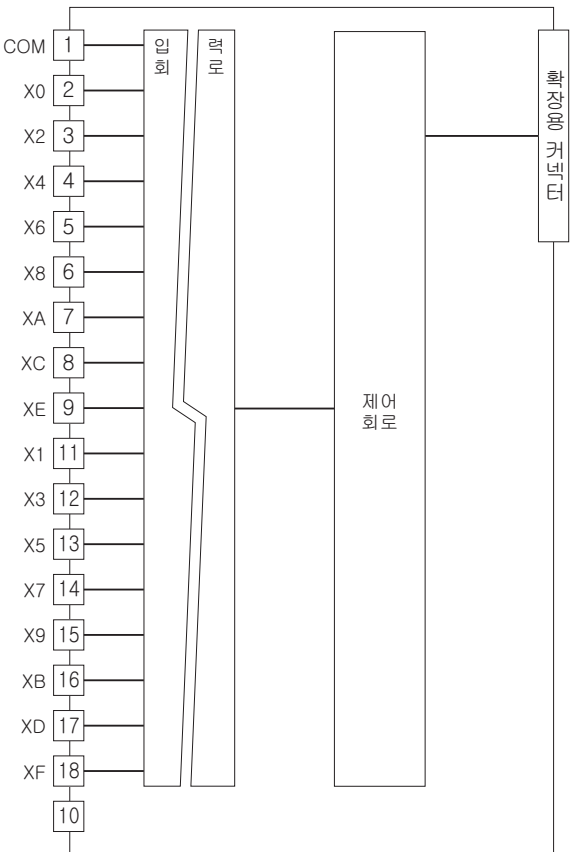 COM 1
X0 2
X2 3
X4 4
X6 5
X8 6
XA 7
XC 8
XE 9
X1 11
X3 12
X5 13
X7 14
X9 15
XB 16
XD 17
XF 18
10
입력
회로
제어
회로
확장용 커넥터